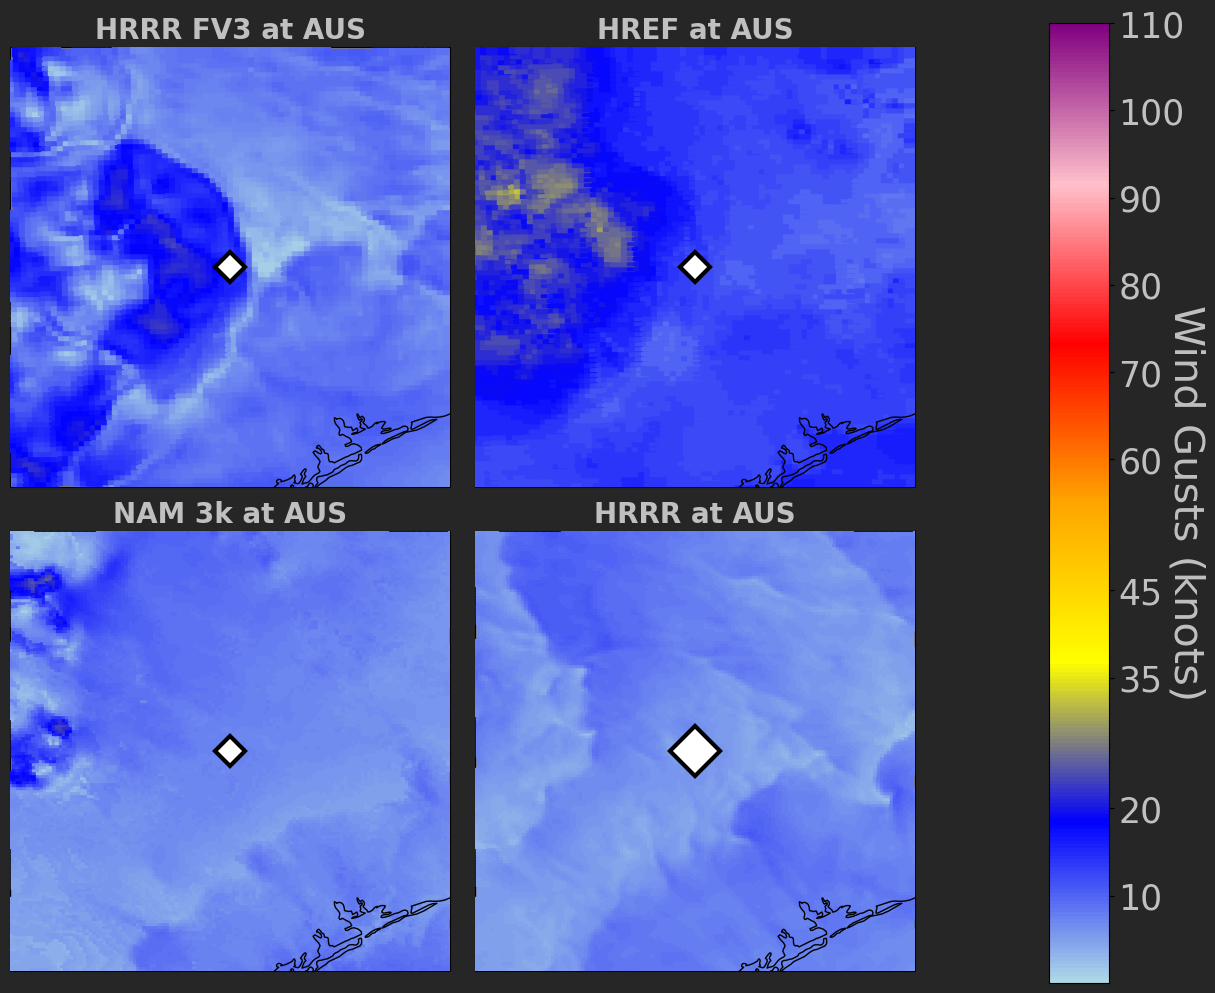 HRRR FV3 at AUS
HREF at AUS
NAM 3k at AUS
HRRR at AUS
110
100
90
80
70
60
45
35
20
10
Wind Gusts (knots)